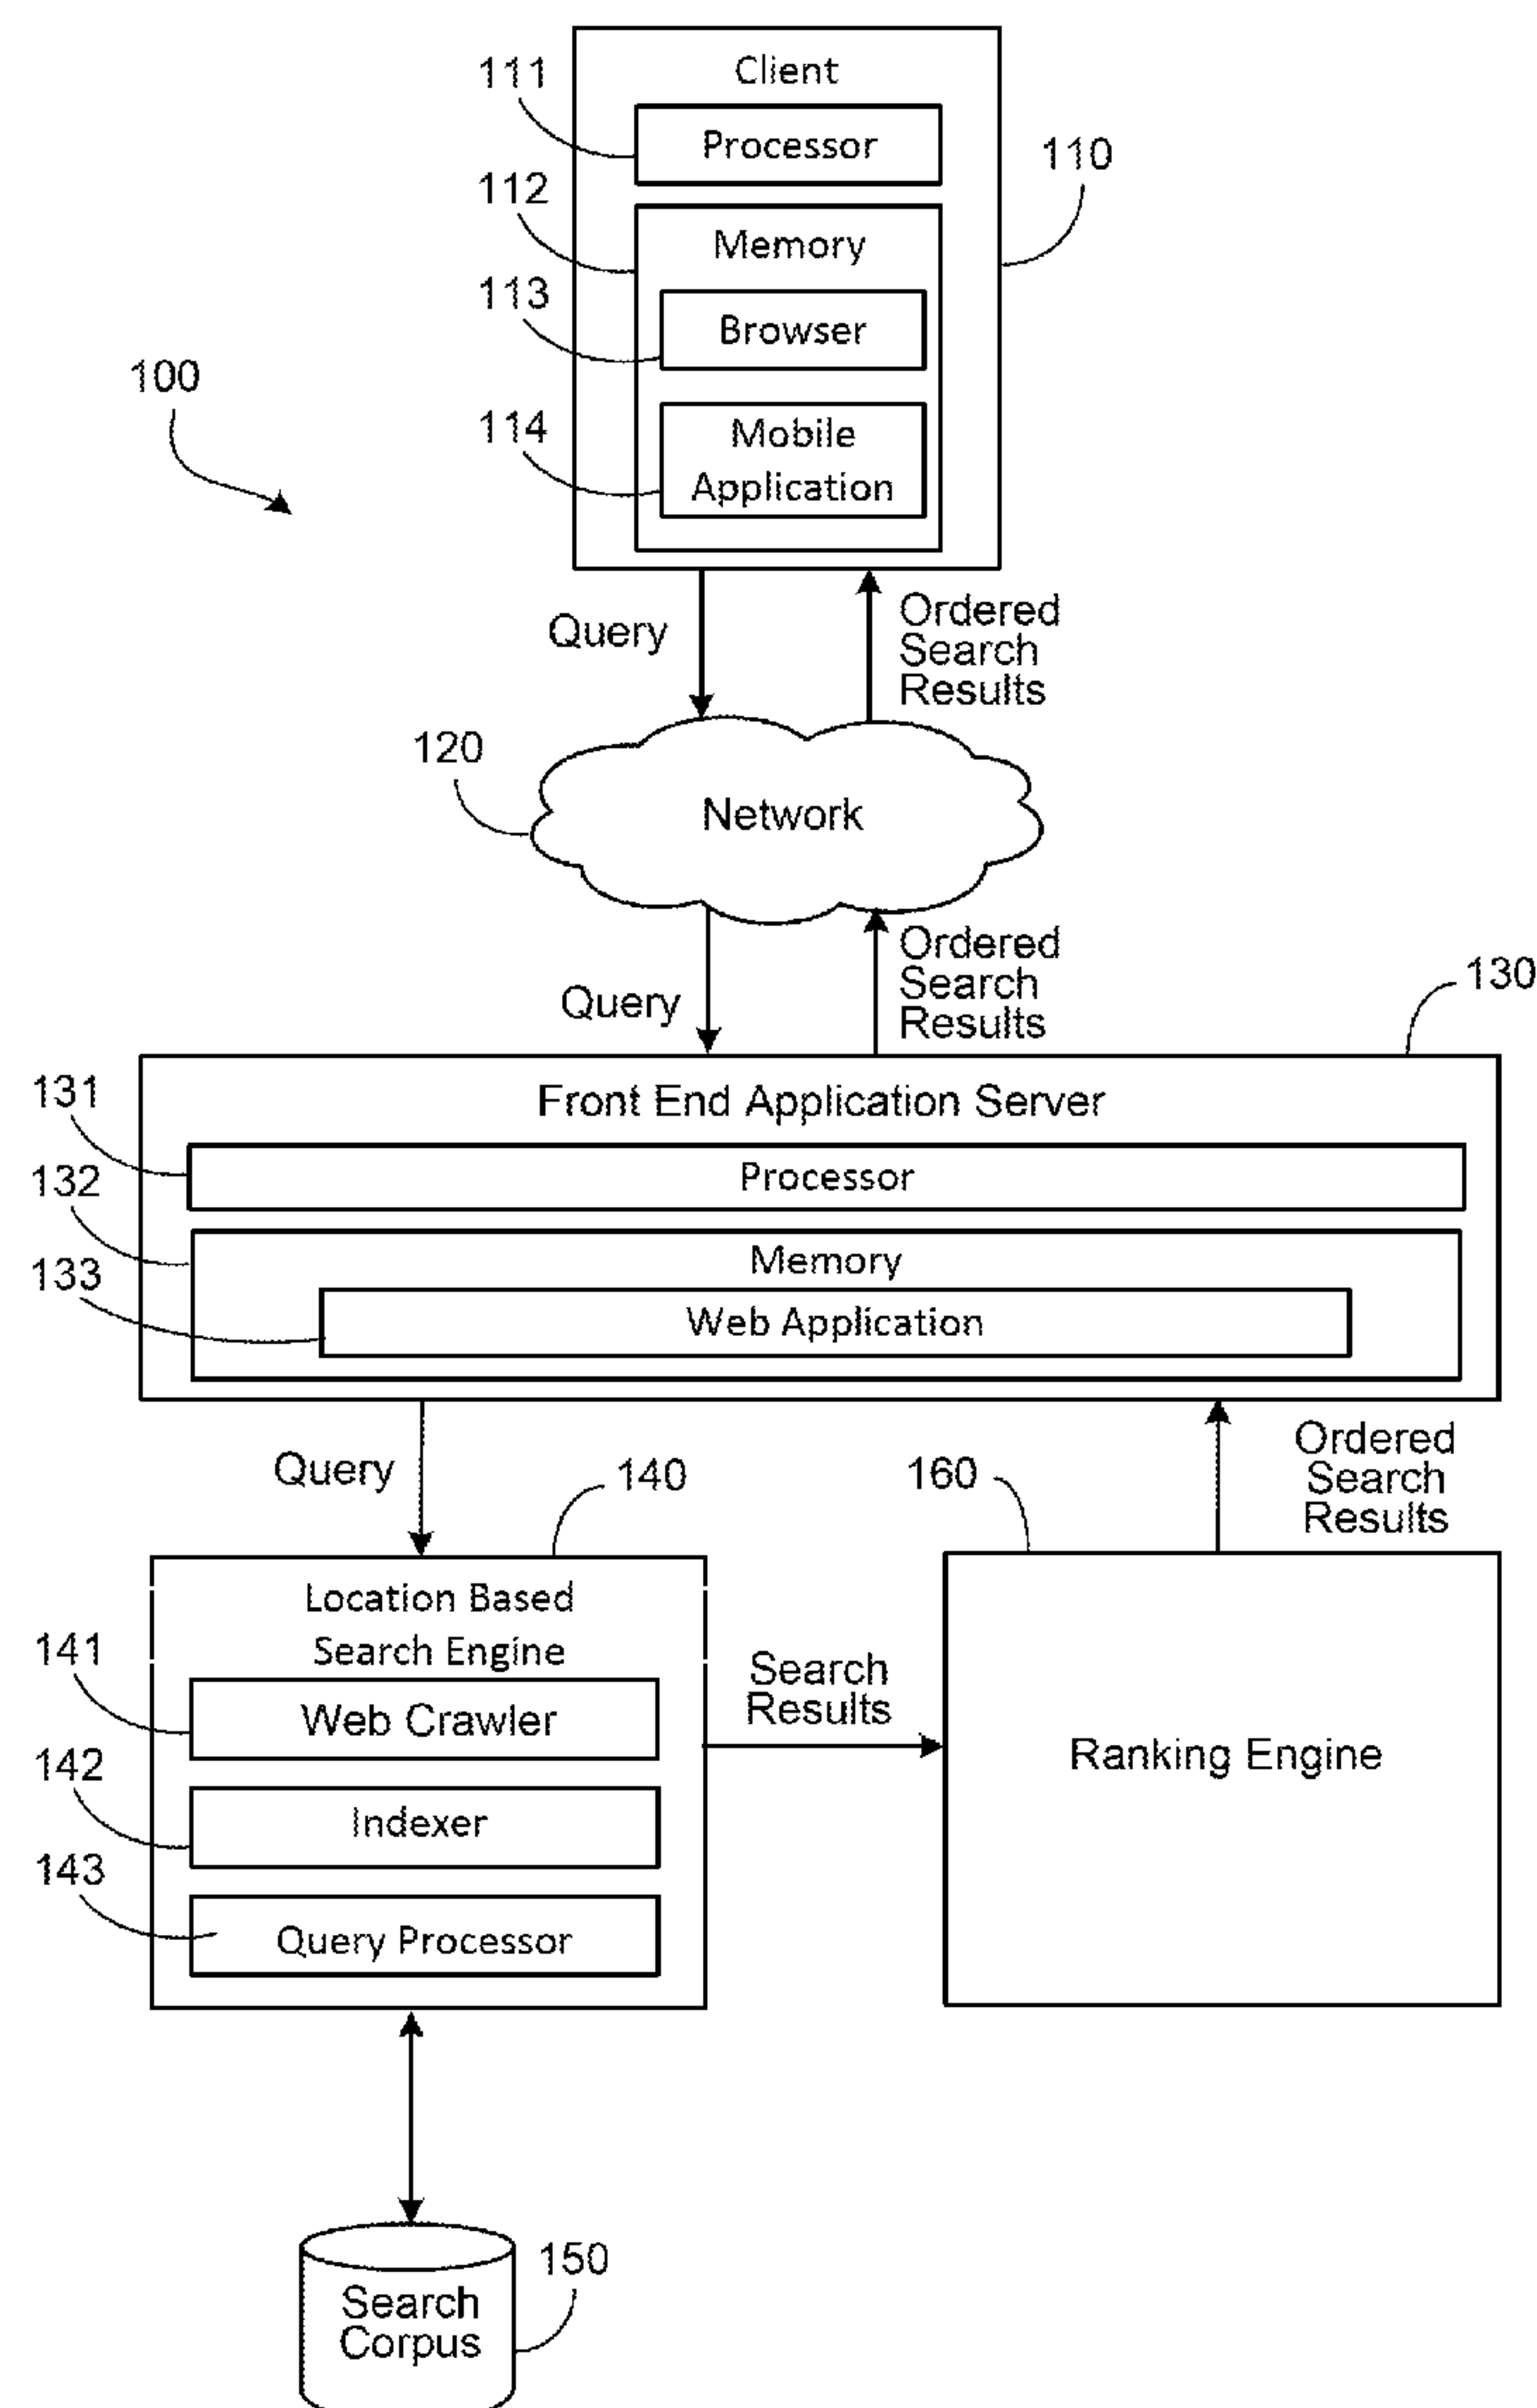 Client
111
Processor
110
112
Memory
113
Browser
100
114
Mobile
Application
Query
Ordered
Search
Results
120
Network
Query
Ordered
Search
Results
130
Front End Application Server
131
Processor
132
Memory
133
Web Application
Query
140
160
Ordered
Search
Results
Location Based
Search Engine
141
Web Crawler
Search
Results
Ranking Engine
142
Indexer
143
Query Processor
150
Search
Corpus